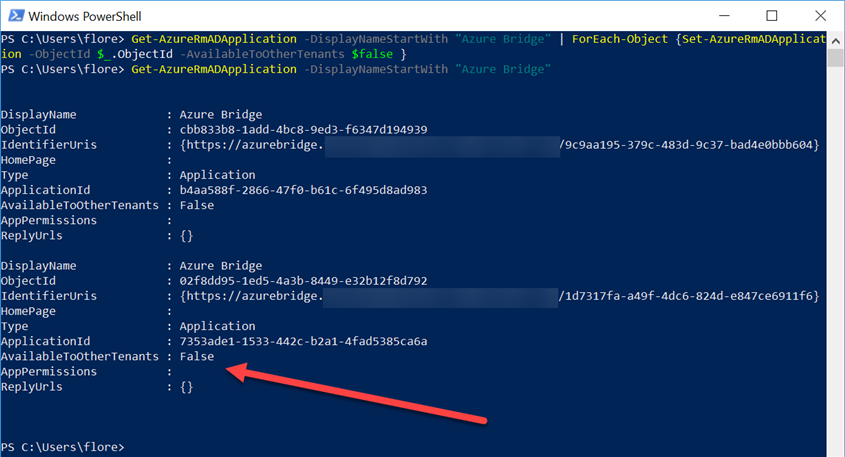 Windows PowerShell
PS C:\Users\flore> Get-AzureRmADApplication -DisplayNameStartWith "Azure Bridge" | ForEach-Object {Set-AzureRmADApplicat
ion -ObjectId $_.ObjectId -AvailableToOtherTenants $false }
PS C:\Users\flore> Get-AzureRmADApplication -DisplayNameStartWith "Azure Bridge"
DisplayName : Azure Bridge
ObjectId : cbb833b8-1add-4bc8-9ed3-f6347d194939
IdentifierUris : {https://azurebridge. /9c9aa195-379c-483d-9c37-bad4e0bbb604}
HomePage :
Type : Application
ApplicationId : b4aa588f-2866-47f0-b61c-6f495d8ad983
AvailableToOtherTenants : False
AppPermissions :
ReplyUrls : {}
DisplayName : Azure Bridge
ObjectId : 02f8dd95-1ed5-4a3b-8449-e32b12f8d792
IdentifierUris : {https://azurebridge. /1d7317fa-a49f-4dc6-824d-e847ce6911f6}
HomePage :
Type : Application
ApplicationId : 7353ade1-1533-442c-b2a1-4fad5385ca6a
AvailableToOtherTenants : False
AppPermissions :
ReplyUrls : {}
PS C:\Users\flore>